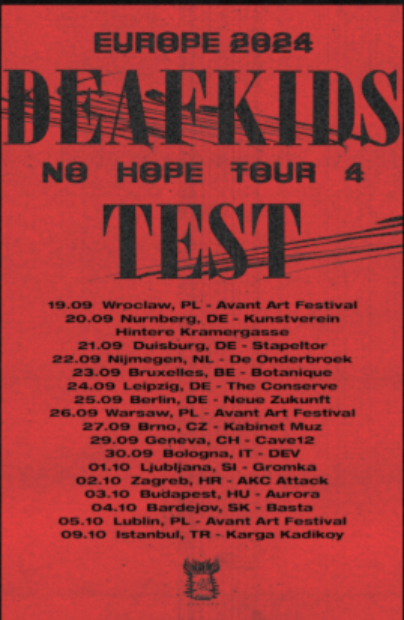 EUROPE 2024
DEAFKIDS
NO HOPE TOUR 4
TEST
19.09 Wroclaw, PL - Avant Art Festival
20.09 Nurnberg, DE - Kunstverein
Hintere Kramergasse
21.09 Duisburg, DE - Stapeltor
22.09 Nijmegen, NL - De Onderbroek
23.09 Bruxelles, BE - Botanique
24.09 Leipzig, DE - The Conserve
25.09 Berlin, DE - Neue Zukunft
26.09 Warsaw, PL - Avant Art Festival
27.09 Brno, CZ - Kabinet Muz
29.09 Geneva, CH - Cave12
30.09 Bologna, IT - DEV
01.10 Ljubljana, SI - Gromka
02.10 Zagreb, HR - AKC Attack
03.10 Budapest, HU - Aurora
04.10 Bardejov, SK - Basta
05.10 Lublin, PL - Avant Art Festival
09.10 Istanbul, TR - Karga Kadikoy